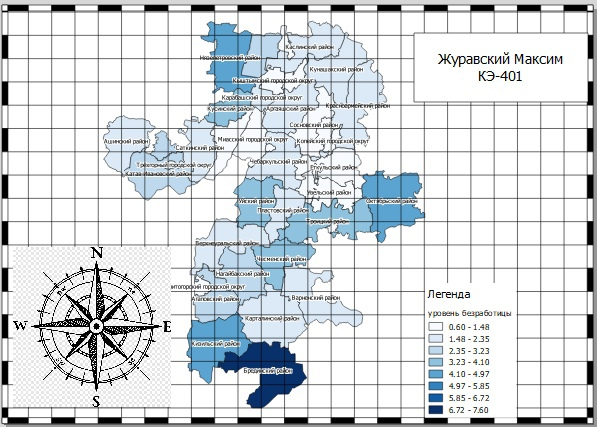 Журавский Максим
КЭ-401
Каслинский район
Нязепетровский район
Кунашакский район
Кыштымский городской округ
Карабашский городской округ
Кусинский район
Аргаяшский район
Красноармейский район
Сосновский район
Ашинский район
Саткинский район
Миасский городской округ
Копейский городской округ
Трехгорный городской округ
Катав-Ивановский район
Чебаркульский район
Еткульский район
Уйский район
Октябрьский район
Пластовский район
Троицкий район
Верхнеуральский район
Чесменский район
Нагайбакский район
Агаповский район
Варненский район
Карталинский район
Кизильский район
Брединский район
N
W
E
S
Легенда
уровень безработицы
0.60 - 1.48
1.48 - 2.35
2.35 - 3.23
3.23 - 4.10
4.10 - 4.97
4.97 - 5.85
5.85 - 6.72
6.72 - 7.60